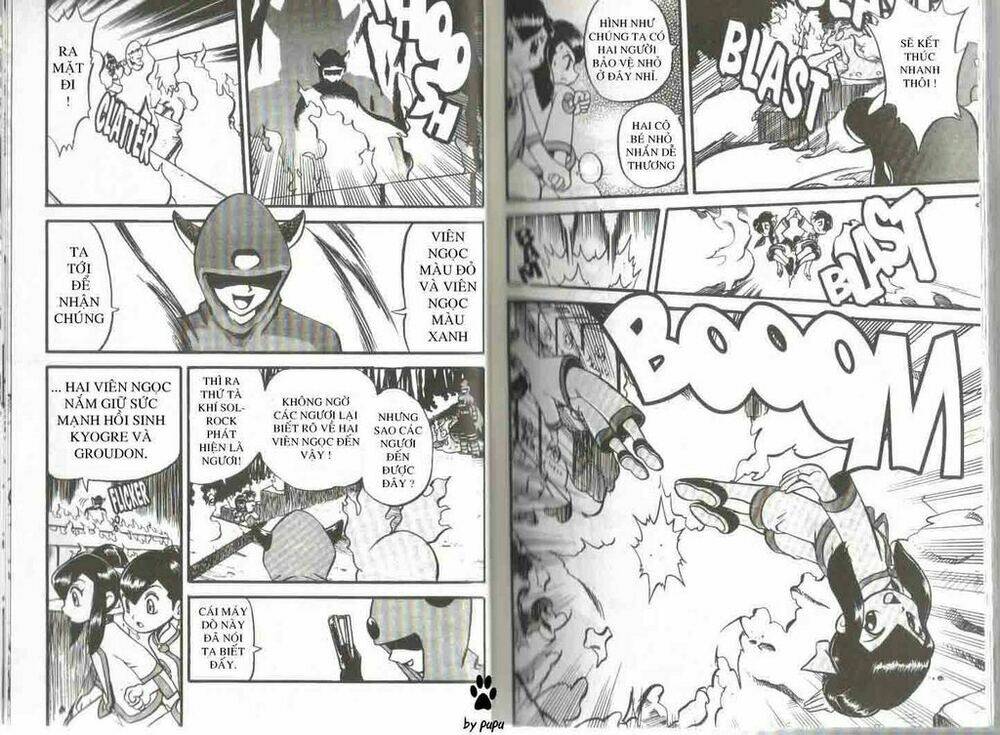 SẼ KẾT
THÚC
NHANH
THÔI !
BLAST
HÌNH NHƯ
CHÚNG TA CÓ
HAI NGƯỜI
BẢO VỆ NHỎ
Ở ĐÂY NHỈ.
HAI CÔ
BÉ NHỎ
NHẮN DỄ
THƯƠNG
BLAST
BOOOM
RA
MẶT
ĐI !
CLATTER
VIÊN
NGỌC
MÀU ĐỎ
VÀ VIÊN
NGỌC
MÀU
XANH
TA
TỚI
ĐỂ
NHẬN
CHÚNG
... HAI VIÊN NGỌC
NẮM GIỮ SỨC
MẠNH HỒI SINH
KYOGRE VÀ
GROUDON.
FLICKER
NHƯNG
SAO CÁC
NGƯƠI
ĐẾN
ĐƯỢC
ĐÂY ?
KHÔNG NGỜ
CÁC NGƯƠI LẠI
BIẾT RÕ VỀ HAI
VIÊN NGỌC ĐẾN
VẬY !
THÌ RA
THỨ TÀ
KHÍ SOL-
ROCK
PHÁT
HIỆN LÀ
NGƯƠI!
CÁI MÁY
DÒ NÀY
ĐÃ NÓI
TA BIẾT
ĐẤY.
by pupu